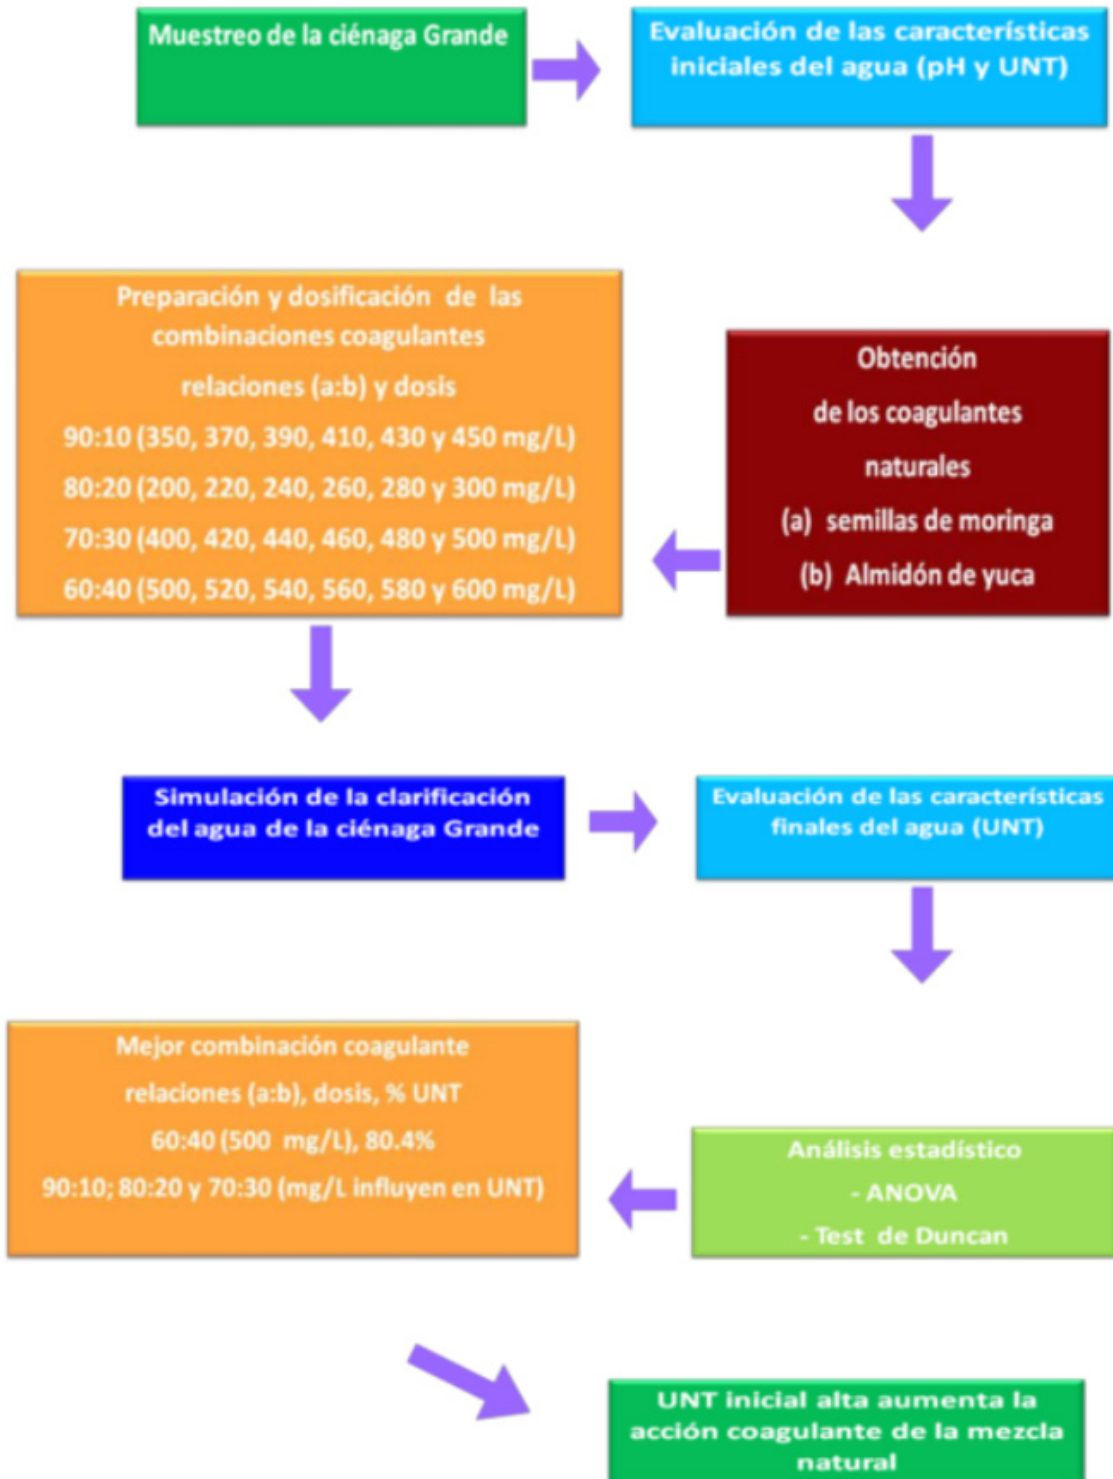 Muestreo de la ciénaga Grande
Evaluación de las características
iniciales del agua (pH y UNT)
Obtención
de los coagulantes
naturales
(a) semillas de moringa
(b) Almidón de yuca
Preparación y dosificación de las
combinaciones coagulantes
relaciones (a:b) y dosis
90:10 (350, 370, 390, 410, 430 y 450 mg/L)
80:20 (200, 220, 240, 260, 280 y 300 mg/L)
70:30 (400, 420, 440, 460, 480 y 500 mg/L)
60:40 (500, 520, 540, 560, 580 y 600 mg/L)
Simulación de la clarificación
del agua de la ciénaga Grande
Evaluación de las características
finales del agua (UNT)
Análisis estadístico
- ANOVA
- Test de Duncan
Mejor combinación coagulante
relaciones (a:b), dosis, % UNT
60:40 (500 mg/L), 80.4%
90:10; 80:20 y 70:30 (mg/L influyen en UNT)
UNT inicial alta aumenta la
acción coagulante de la mezcla
natural